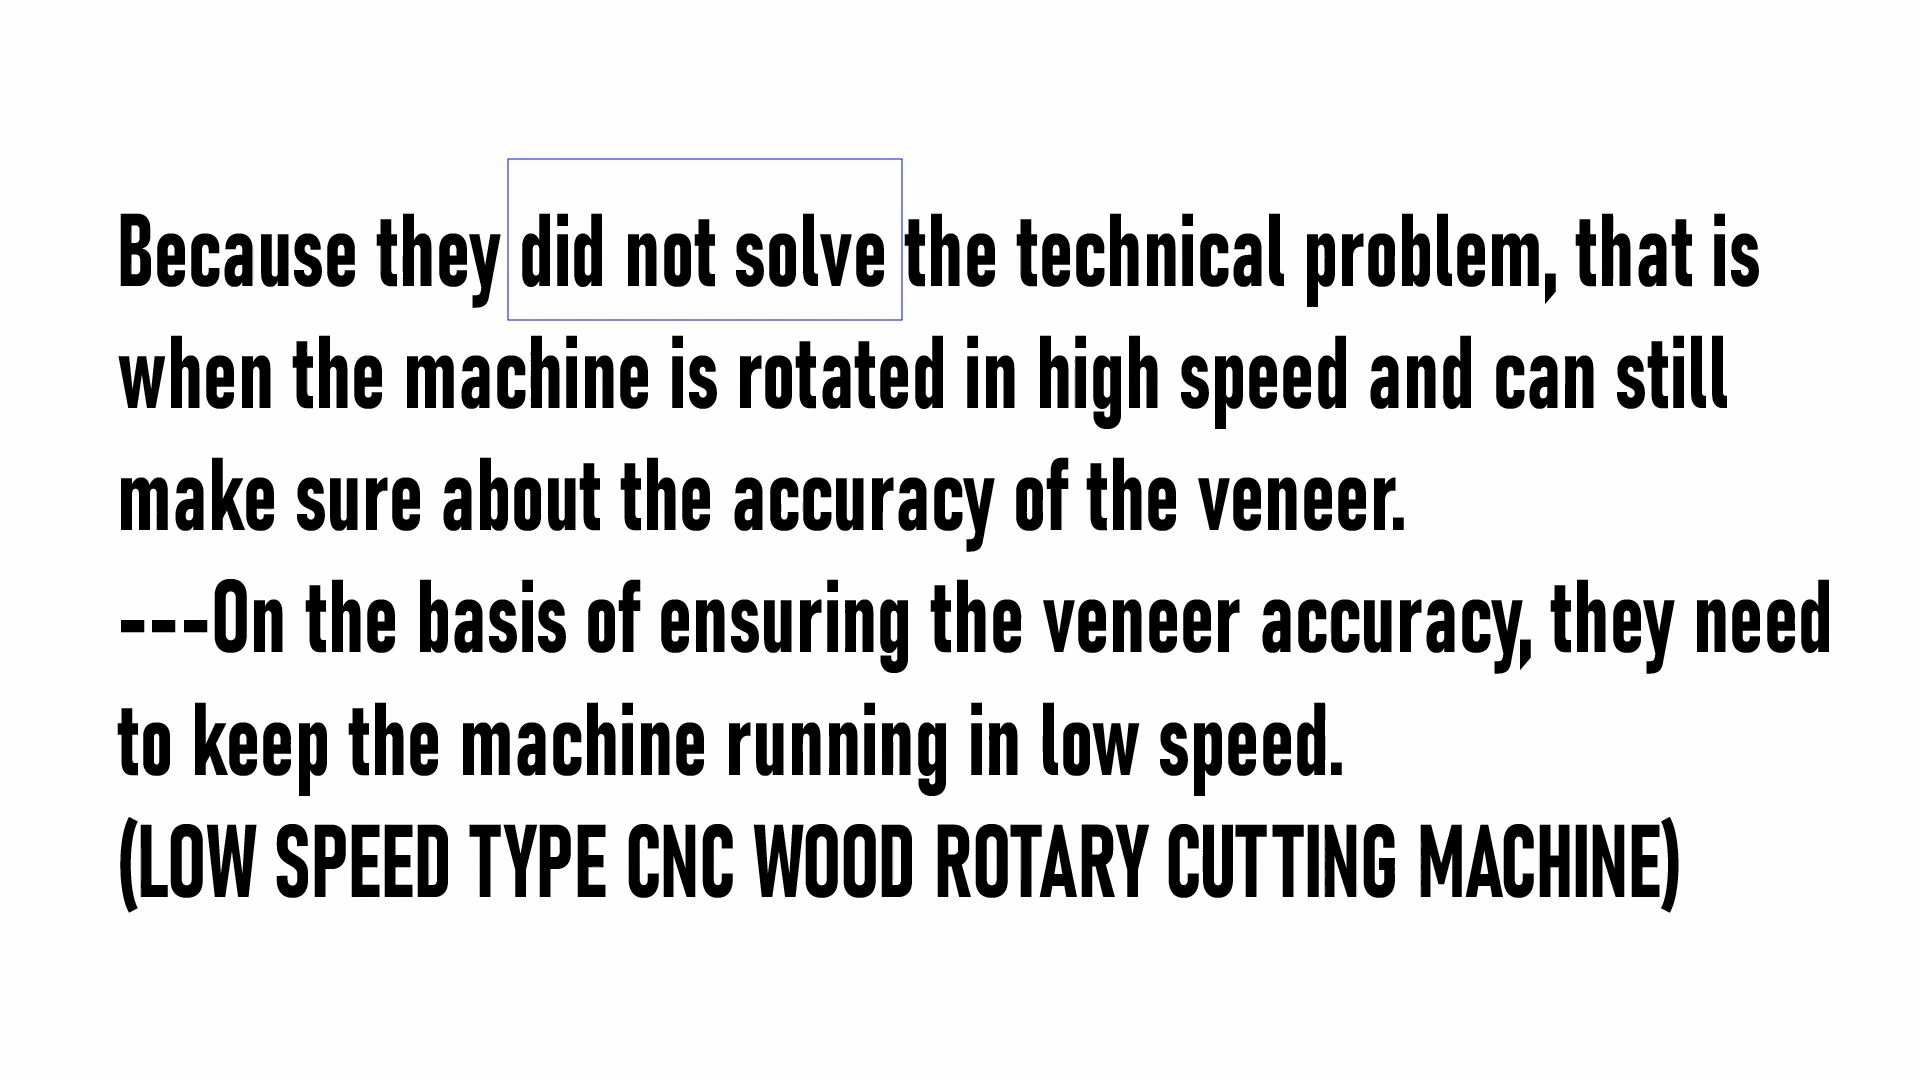 Because they did not solve the technical problem, that is
when the machine is rotated in high speed and can still
make sure about the accuracy of the veneer.
---On the basis of ensuring the veneer accuracy, they need
to keep the machine running in low speed.
(LOW SPEED TYPE CNC WOOD ROTARY CUTTING MACHINE)